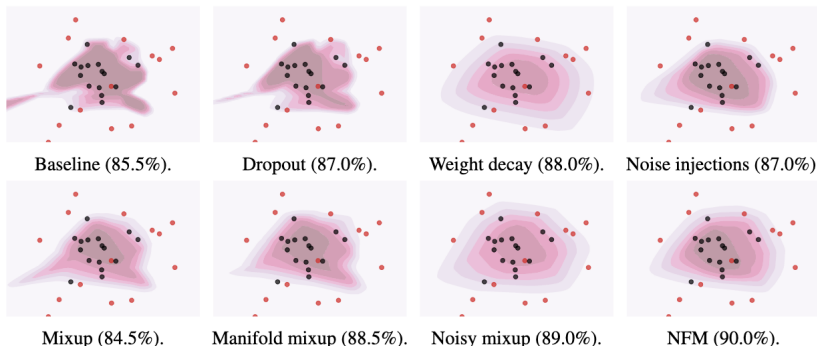 Baseline (85.5%).
Dropout (87.0%).
Weight decay (88.0%).
Noise injections (87.0%)
Mixup (84.5%).
Manifold mixup (88.5%).
Noisy mixup (89.0%).
NFM (90.0%).